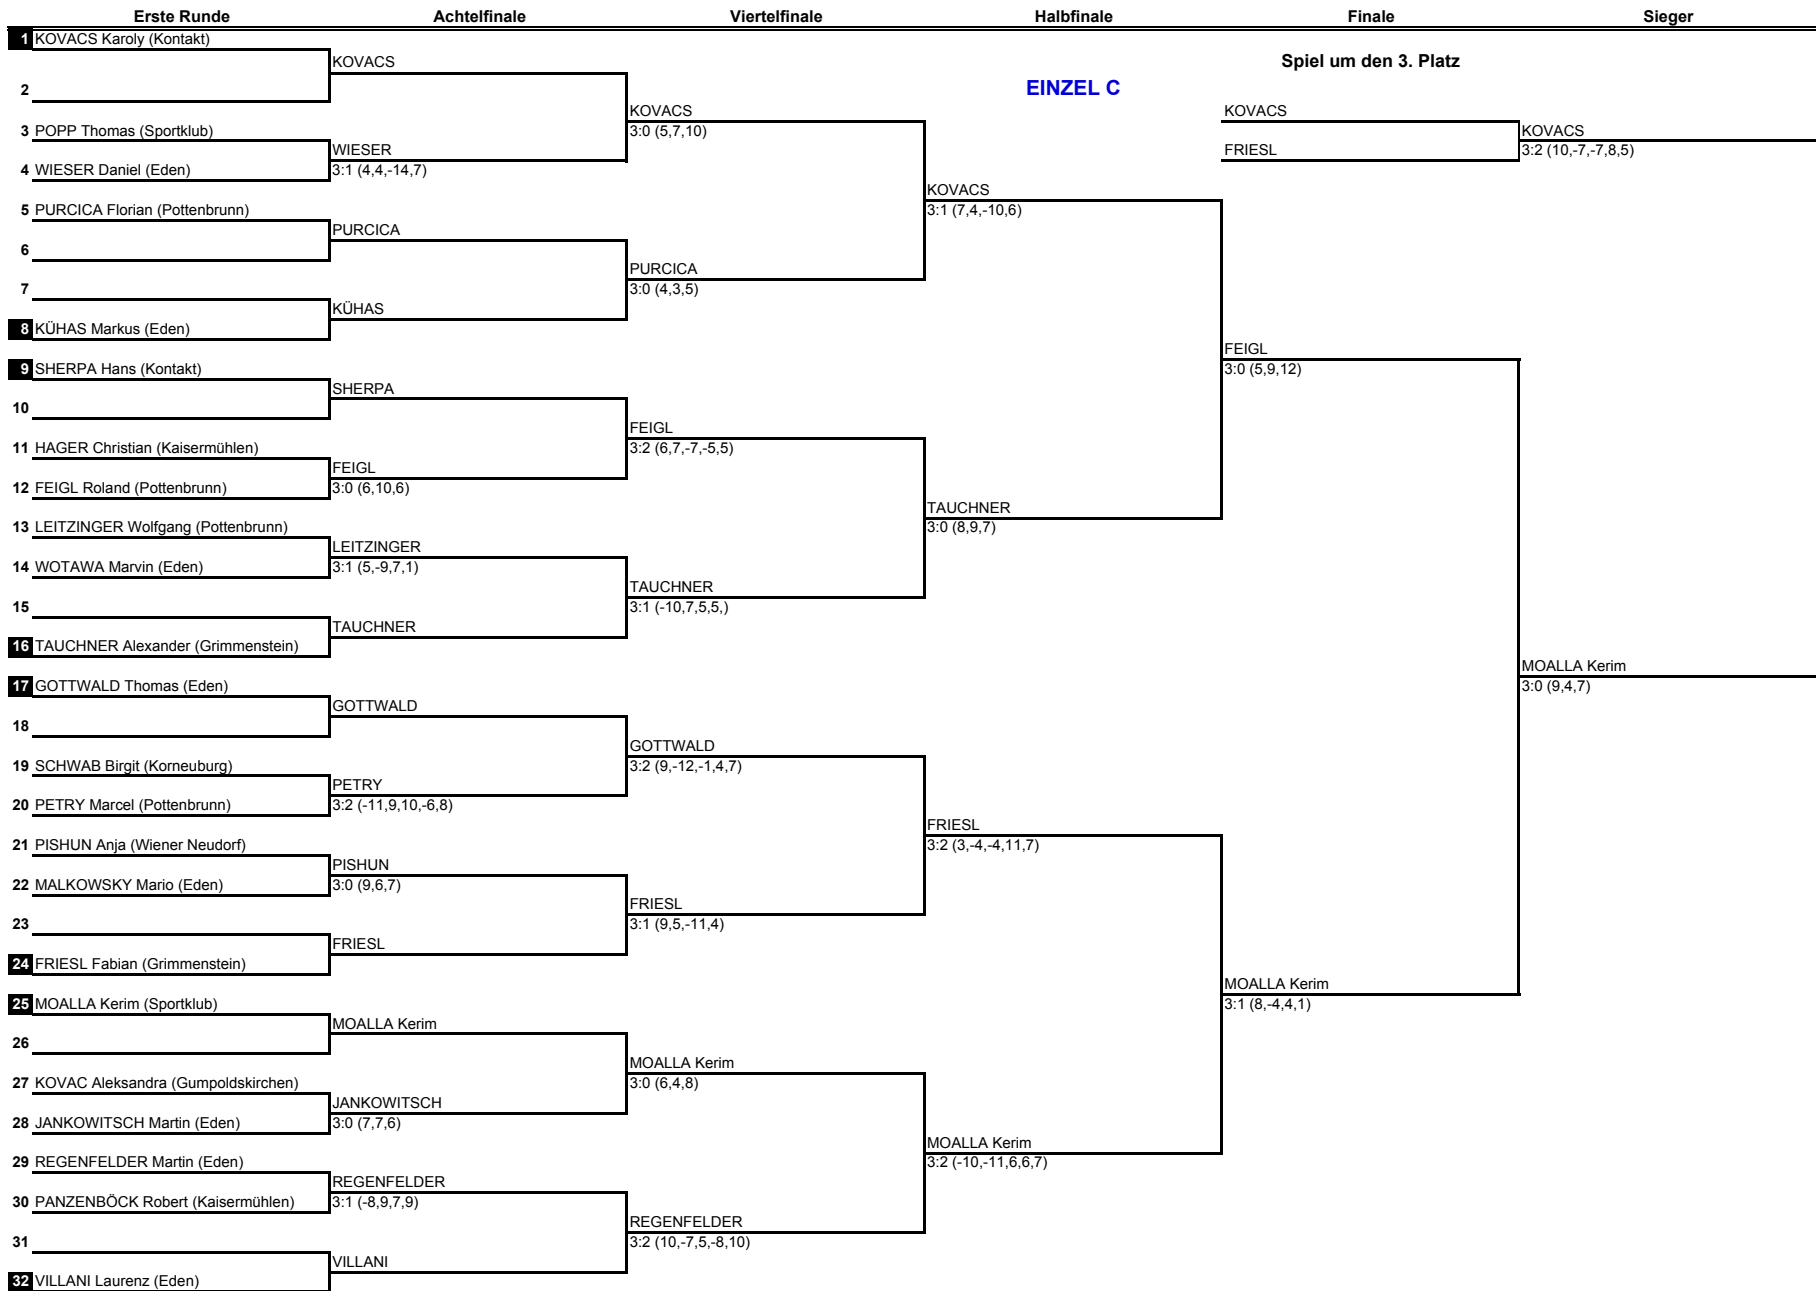 Erste Runde Achtelfinale Viertelfinale Halbfinale Finale Sieger
1 KOVACS Karoly (Kontakt)
KOVACS
Spiel um den 3. Platz
2
EINZEL C
KOVACS
KOVACS
3:0 (5,7,10)
3 POPP Thomas (Sportklub)
KOVACS
WIESER
FRIESL
3:2 (10,-7,-7,8,5)
4 WIESER Daniel (Eden)
3:1 (4,4,-14,7)
KOVACS
5 PURCICA Florian (Pottenbrunn)
3:1 (7,4,-10,6)
PURCICA
6
PURCICA
7
3:0 (4,3,5)
KÜHAS
8 KÜHAS Markus (Eden)
FEIGL
9 SHERPA Hans (Kontakt)
3:0 (5,9,12)
SHERPA
10
FEIGL
11 HAGER Christian (Kaisermühlen)
3:2 (6,7,-7,-5,5)
FEIGL
12 FEIGL Roland (Pottenbrunn)
3:0 (6,10,6)
TAUCHNER
13 LEITZINGER Wolfgang (Pottenbrunn)
3:0 (8,9,7)
LEITZINGER
14 WOTAWA Marvin (Eden)
3:1 (5,-9,7,1)
TAUCHNER
15
3:1 (-10,7,5,5,)
TAUCHNER
16 TAUCHNER Alexander (Grimmenstein)
MOALLA Kerim
17 GOTTWALD Thomas (Eden)
3:0 (9,4,7)
GOTTWALD
18
GOTTWALD
19 SCHWAB Birgit (Korneuburg)
3:2 (9,-12,-1,4,7)
PETRY
20 PETRY Marcel (Pottenbrunn)
3:2 (-11,9,10,-6,8)
FRIESL
21 PISHUN Anja (Wiener Neudorf)
3:2 (3,-4,-4,11,7)
PISHUN
22 MALKOWSKY Mario (Eden)
3:0 (9,6,7)
FRIESL
23
3:1 (9,5,-11,4)
FRIESL
24 FRIESL Fabian (Grimmenstein)
MOALLA Kerim
25 MOALLA Kerim (Sportklub)
3:1 (8,-4,4,1)
MOALLA Kerim
26
MOALLA Kerim
27 KOVAC Aleksandra (Gumpoldskirchen)
3:0 (6,4,8)
JANKOWITSCH
28 JANKOWITSCH Martin (Eden)
3:0 (7,7,6)
MOALLA Kerim
29 REGENFELDER Martin (Eden)
3:2 (-10,-11,6,6,7)
REGENFELDER
30 PANZENBÖCK Robert (Kaisermühlen)
3:1 (-8,9,7,9)
REGENFELDER
31
3:2 (10,-7,5,-8,10)
VILLANI
32 VILLANI Laurenz (Eden)